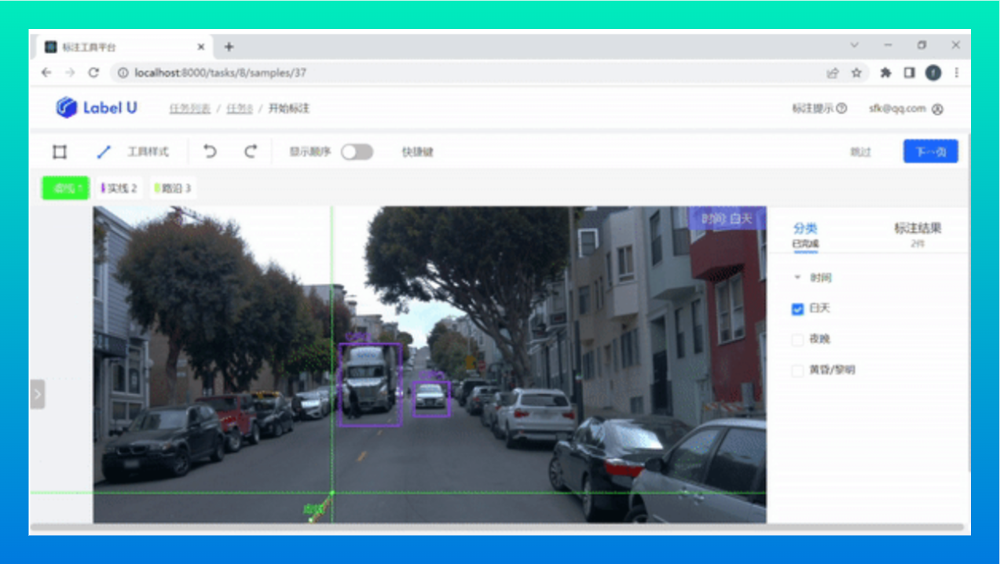 标注工具平台
localhost:8000/tasks/8/samples/37
Label U
任务列表 / 任务8 / 开始标注
标注提示
sfk@qq.com
工具样式
显示顺序
快捷键
跳过
下一页
虚线 1
实线 2
路沿 3
时间: 白天
分类
已完成
标注结果
2件
时间
白天
夜晚
黄昏/黎明
虚线